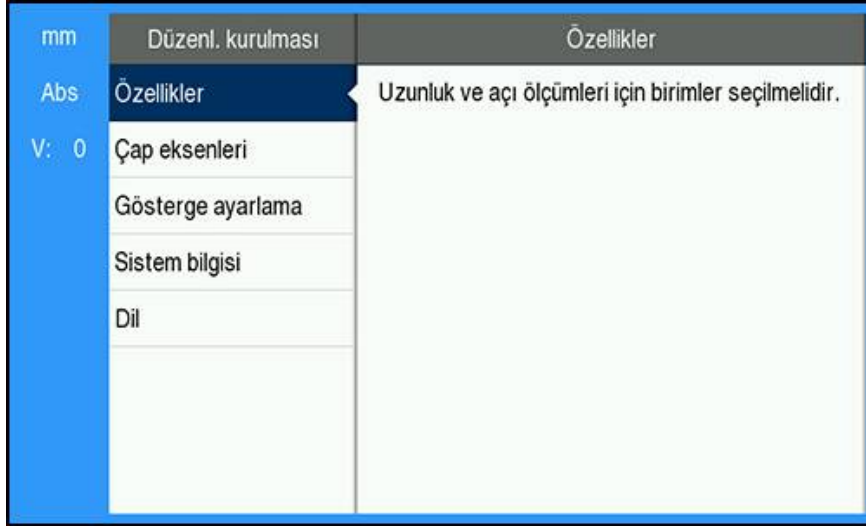 mm
Abs
V: 0
Düzenl. kurulması
Özellikler
Çap eksenleri
Gösterge ayarlama
Sistem bilgisi
Dil
Özellikler
Uzunluk ve açı ölçümleri için birimler seçilmelidir.